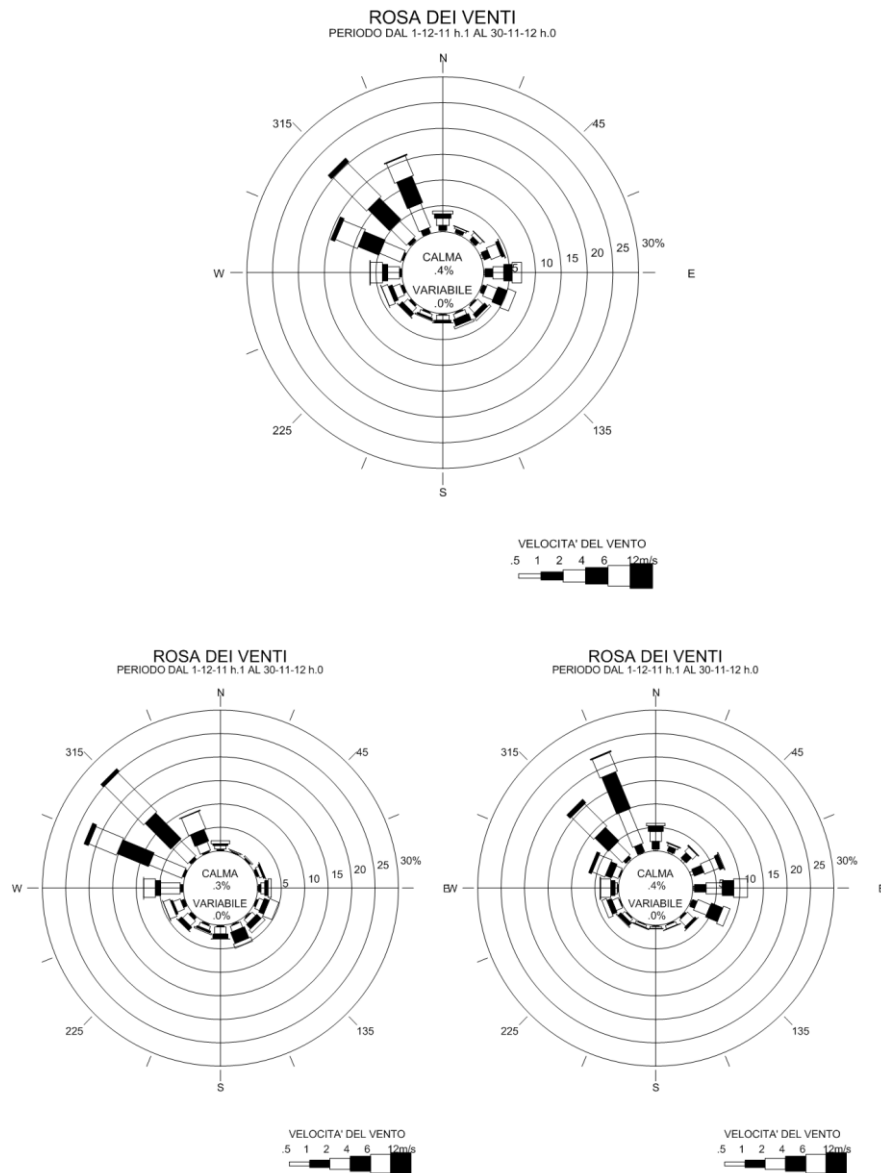 ROSA DEI VENTI
PERIODO DAL 1-12-11 h.1 AL 30-11-12 h.0
N
315
45
CALMA
.4%
VARIABILE
.0%
5 10 15 20 25 30%
W
E
225
135
S
VELOCITA' DEL VENTO
.5 1 2 4 6 12m/s
ROSA DEI VENTI
PERIODO DAL 1-12-11 h.1 AL 30-11-12 h.0
N
315
45
CALMA
.3%
VARIABILE
.0%
5 10 15 20 25 30%
W
E
225
135
S
VELOCITA' DEL VENTO
.5 1 2 4 6 12m/s
ROSA DEI VENTI
PERIODO DAL 1-12-11 h.1 AL 30-11-12 h.0
N
315
45
CALMA
.4%
VARIABILE
.0%
5 10 15 20 25 30%
W
E
225
135
S
VELOCITA' DEL VENTO
.5 1 2 4 6 12m/s